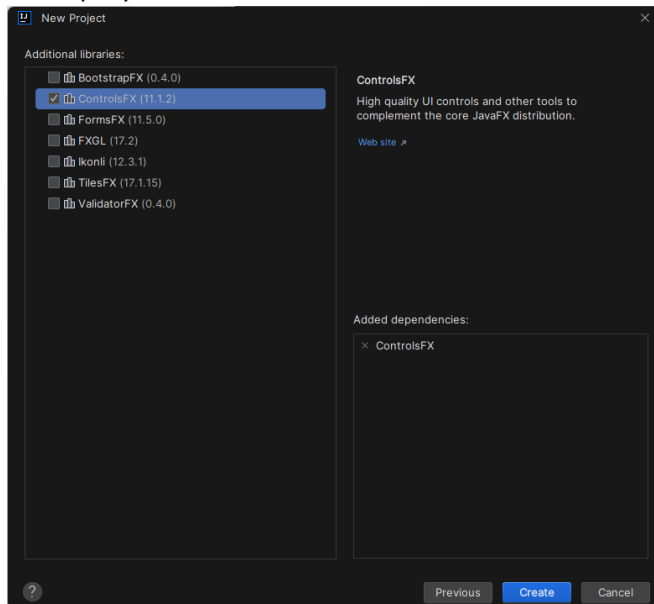 New Project
Additional libraries:
BootstrapFX (0.4.0)
ControlsFX (11.1.2)
FormsFX (11.5.0)
FXGL (17.2)
Ikonli (12.3.1)
TilesFX (17.1.15)
ValidatorFX (0.4.0)
ControlsFX
High quality UI controls and other tools to
complement the core JavaFX distribution.
Web site ↗
Added dependencies:
× ControlsFX
?
Previous
Create
Cancel